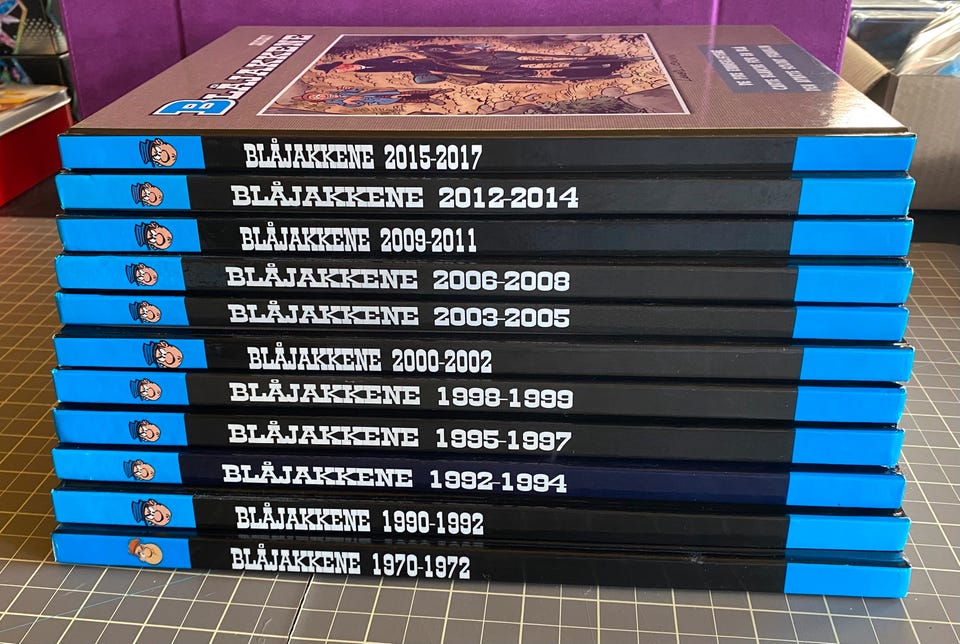 BLÅJAKKENE
BLÅJAKKENE 2015-2017
BLÅJAKKENE 2012-2014
BLÅJAKKENE 2009-2011
BLÅJAKKENE 2006-2008
BLÅJAKKENE 2003-2005
BLÅJAKKENE 2000-2002
BLÅJAKKENE 1998-1999
BLÅJAKKENE 1995-1997
BLÅJAKKENE 1992-1994
BLÅJAKKENE 1990-1992
BLÅJAKKENE 1970-1972